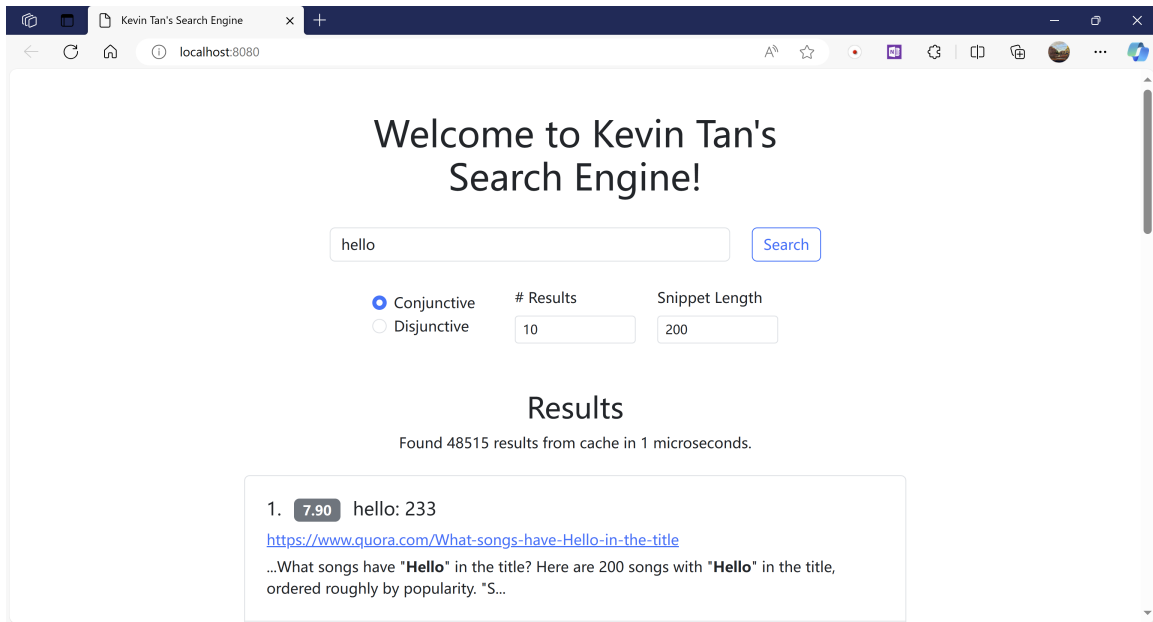 Kevin Tan's Search Engine
localhost:8080
Welcome to Kevin Tan's
Search Engine!
hello
Search
Conjunctive
Disjunctive
# Results
10
Snippet Length
200
Results
Found 48515 results from cache in 1 microseconds.
1. 7.90 hello: 233
https://www.quora.com/What-songs-have-Hello-in-the-title
...What songs have "Hello" in the title? Here are 200 songs with "Hello" in the title,
ordered roughly by popularity. "S...